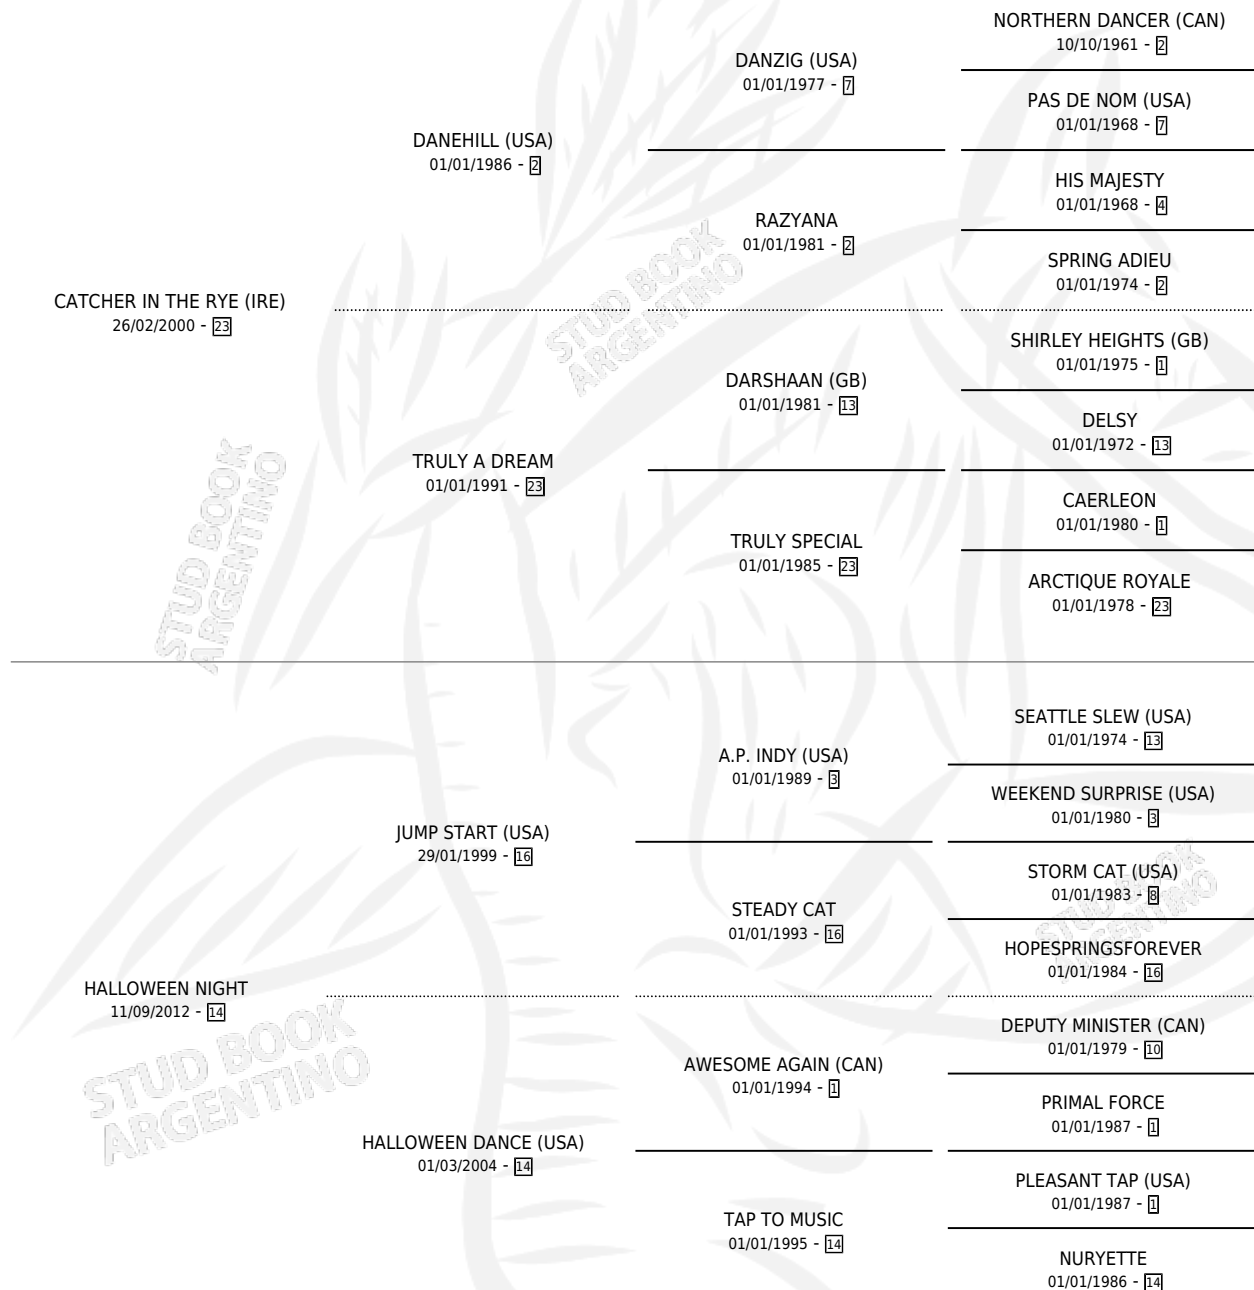 NORTHERN DANCER (CAN)
10/10/1961 - 2
DANZIG (USA)
01/01/1977 - 7
PAS DE NOM (USA)
01/01/1968 - 7
DANEHILL (USA)
01/01/1986 - 2
HIS MAJESTY
01/01/1968 - 4
RAZYANA
01/01/1981 - 2
SPRING ADIEU
01/01/1974 - 2
CATCHER IN THE RYE (IRE)
26/02/2000 - 23
SHIRLEY HEIGHTS (GB)
01/01/1975 - 1
DARSHAAN (GB)
01/01/1981 - 13
DELSY
01/01/1972 - 13
TRULY A DREAM
01/01/1991 - 23
CAERLEON
01/01/1980 - 1
TRULY SPECIAL
01/01/1985 - 23
ARCTIQUE ROYALE
01/01/1978 - 23
SEATTLE SLEW (USA)
01/01/1974 - 13
A.P. INDY (USA)
01/01/1989 - 3
WEEKEND SURPRISE (USA)
01/01/1980 - 3
JUMP START (USA)
29/01/1999 - 16
STORM CAT (USA)
01/01/1983 - 8
STEADY CAT
01/01/1993 - 16
HOPESPRINGSFOREVER
01/01/1984 - 16
HALLOWEEN NIGHT
11/09/2012 - 14
DEPUTY MINISTER (CAN)
01/01/1979 - 10
AWESOME AGAIN (CAN)
01/01/1994 - 1
PRIMAL FORCE
01/01/1987 - 1
HALLOWEEN DANCE (USA)
01/03/2004 - 14
PLEASANT TAP (USA)
01/01/1987 - 1
TAP TO MUSIC
01/01/1995 - 14
NURYETTE
01/01/1986 - 14
STUD BOOK
ARGENTINO
STUD BOOK
ARGENTINO
STUD BOOK
ARGENTINO
STUD BOOK
ARGENTINO